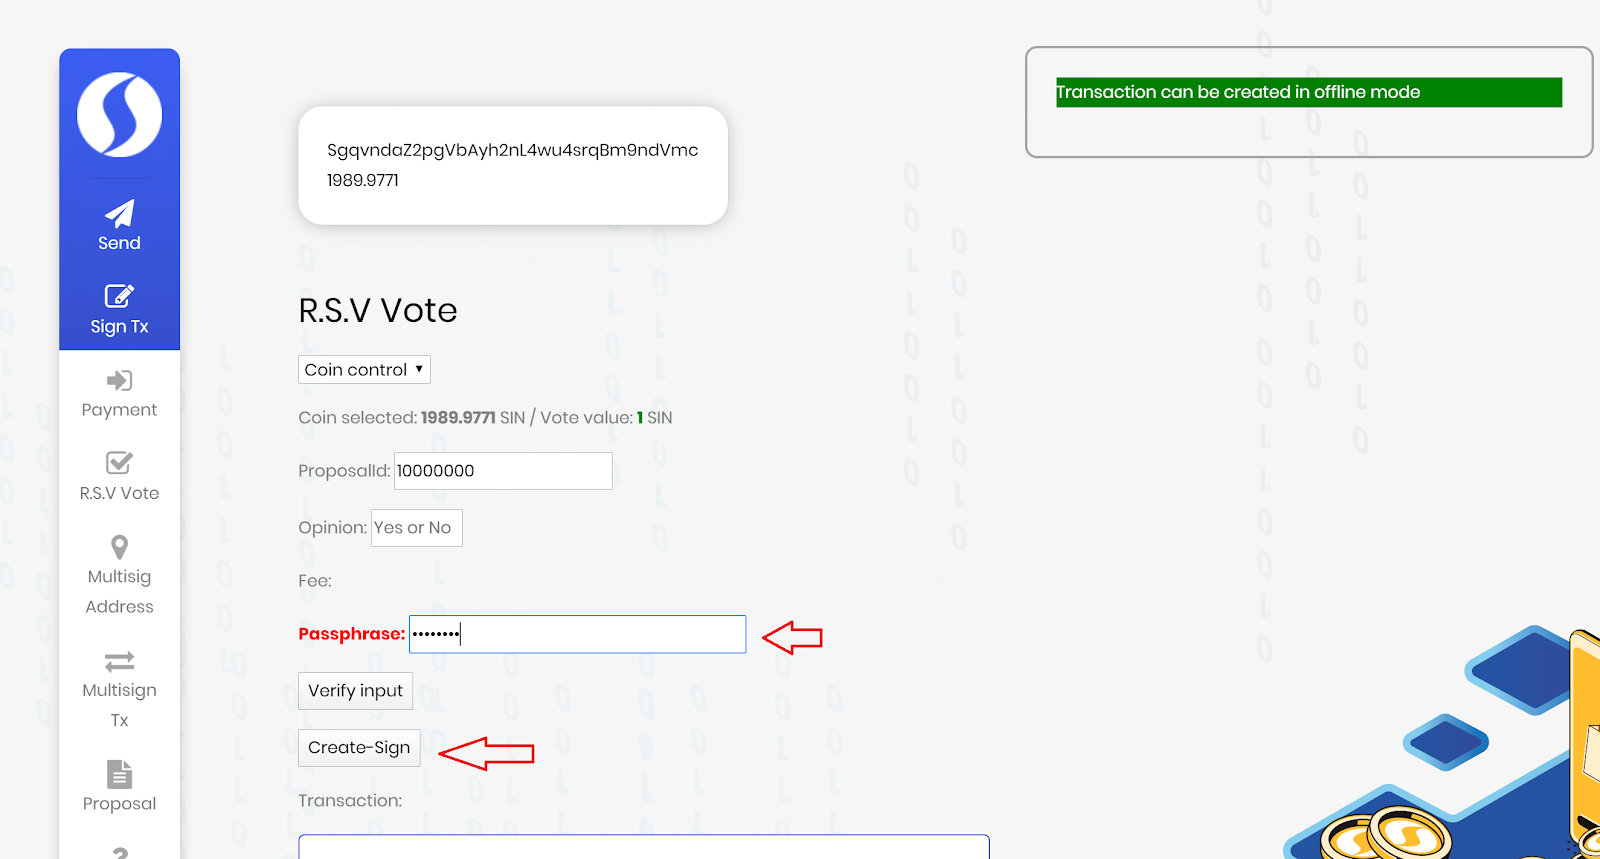 Send
Sign Tx
Payment
R.S.V Vote
Multisig
Address
Multisign
Tx
Proposal
?
SgqvndaZ2pgVbAyh2nL4wu4srqBm9ndVmc
1989.9771
R.S.V Vote
Coin control
Coin selected: 1989.9771 SIN / Vote value: 1 SIN
ProposalId: 10000000
Opinion: Yes or No
Fee:
Passphrase: ••••••••
Verify input
Create-Sign
Transaction:
Transaction can be created in offline mode